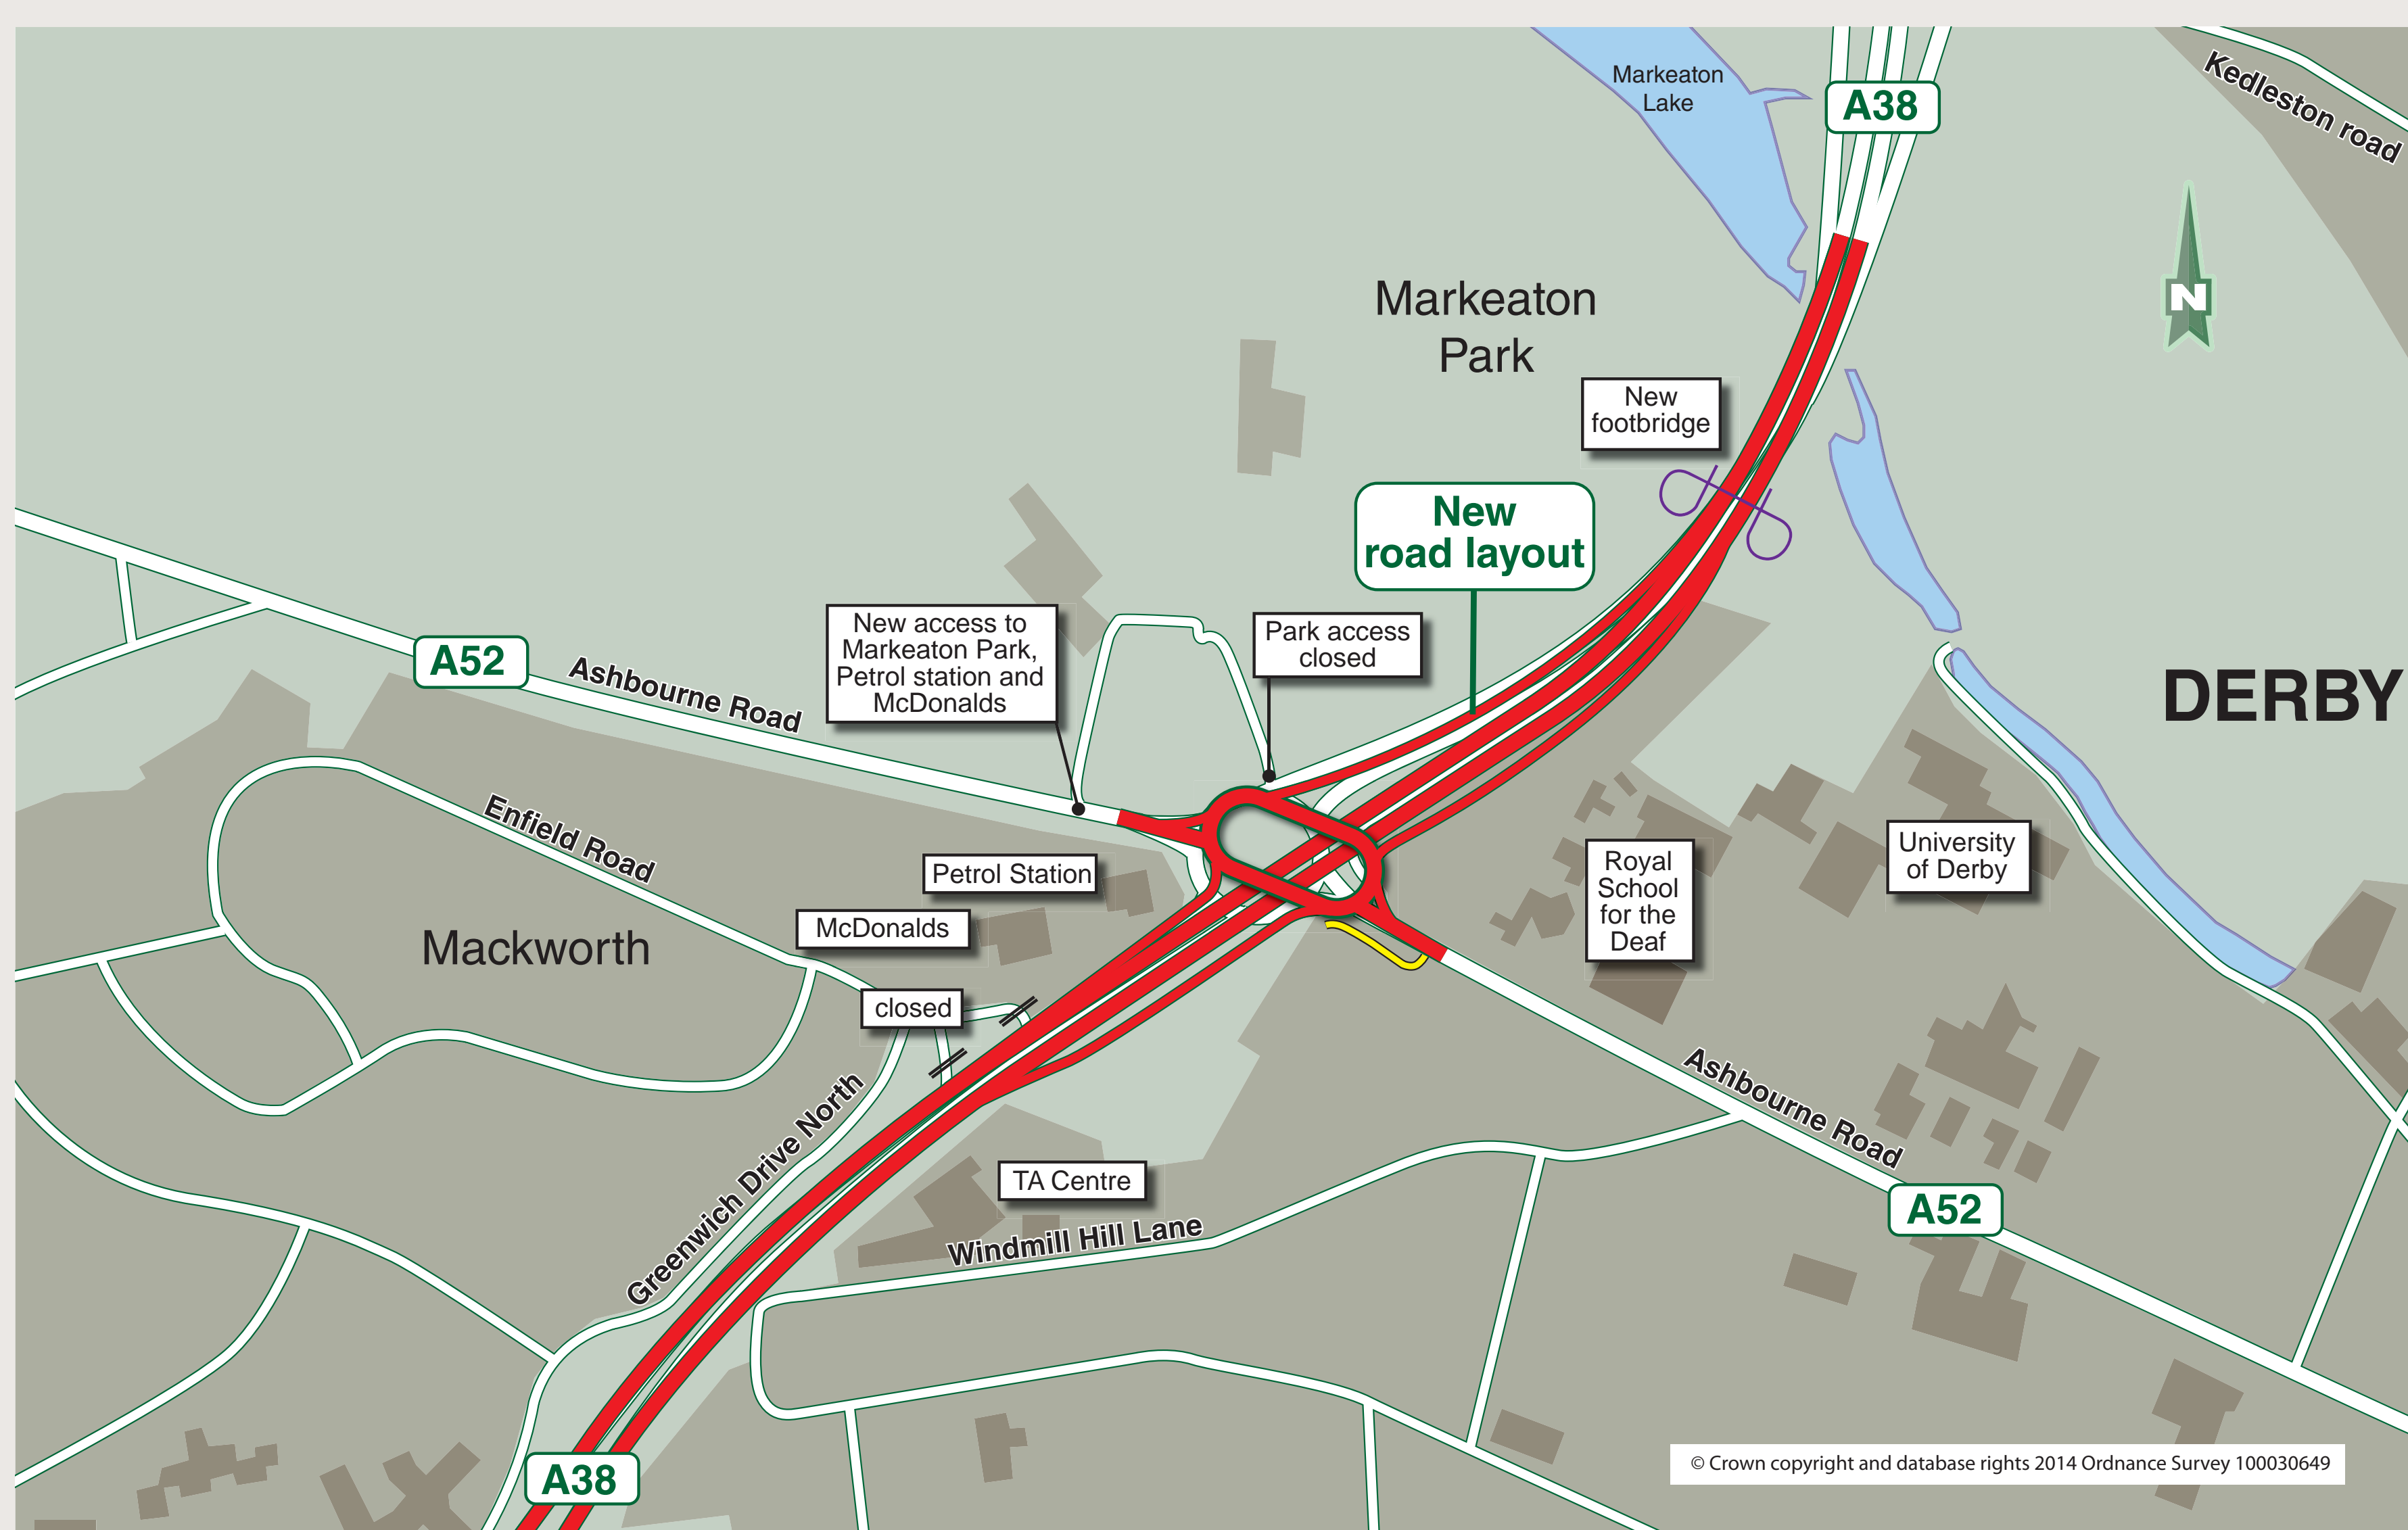 Markeaton
Lake
A38
Kedleston road
N
Markeaton
Park
New
footbridge
New
road layout
New access to
Markeaton Park,
Petrol station and
McDonalds
Park access
closed
A52
Ashbourne Road
DERBY
Enfield Road
Petrol Station
Royal
School
for the
Deaf
University
of Derby
McDonalds
Mackworth
closed
Greenwich Drive North
Ashbourne Road
TA Centre
Windmill Hill Lane
A52
A38
© Crown copyright and database rights 2014 Ordnance Survey 100030649